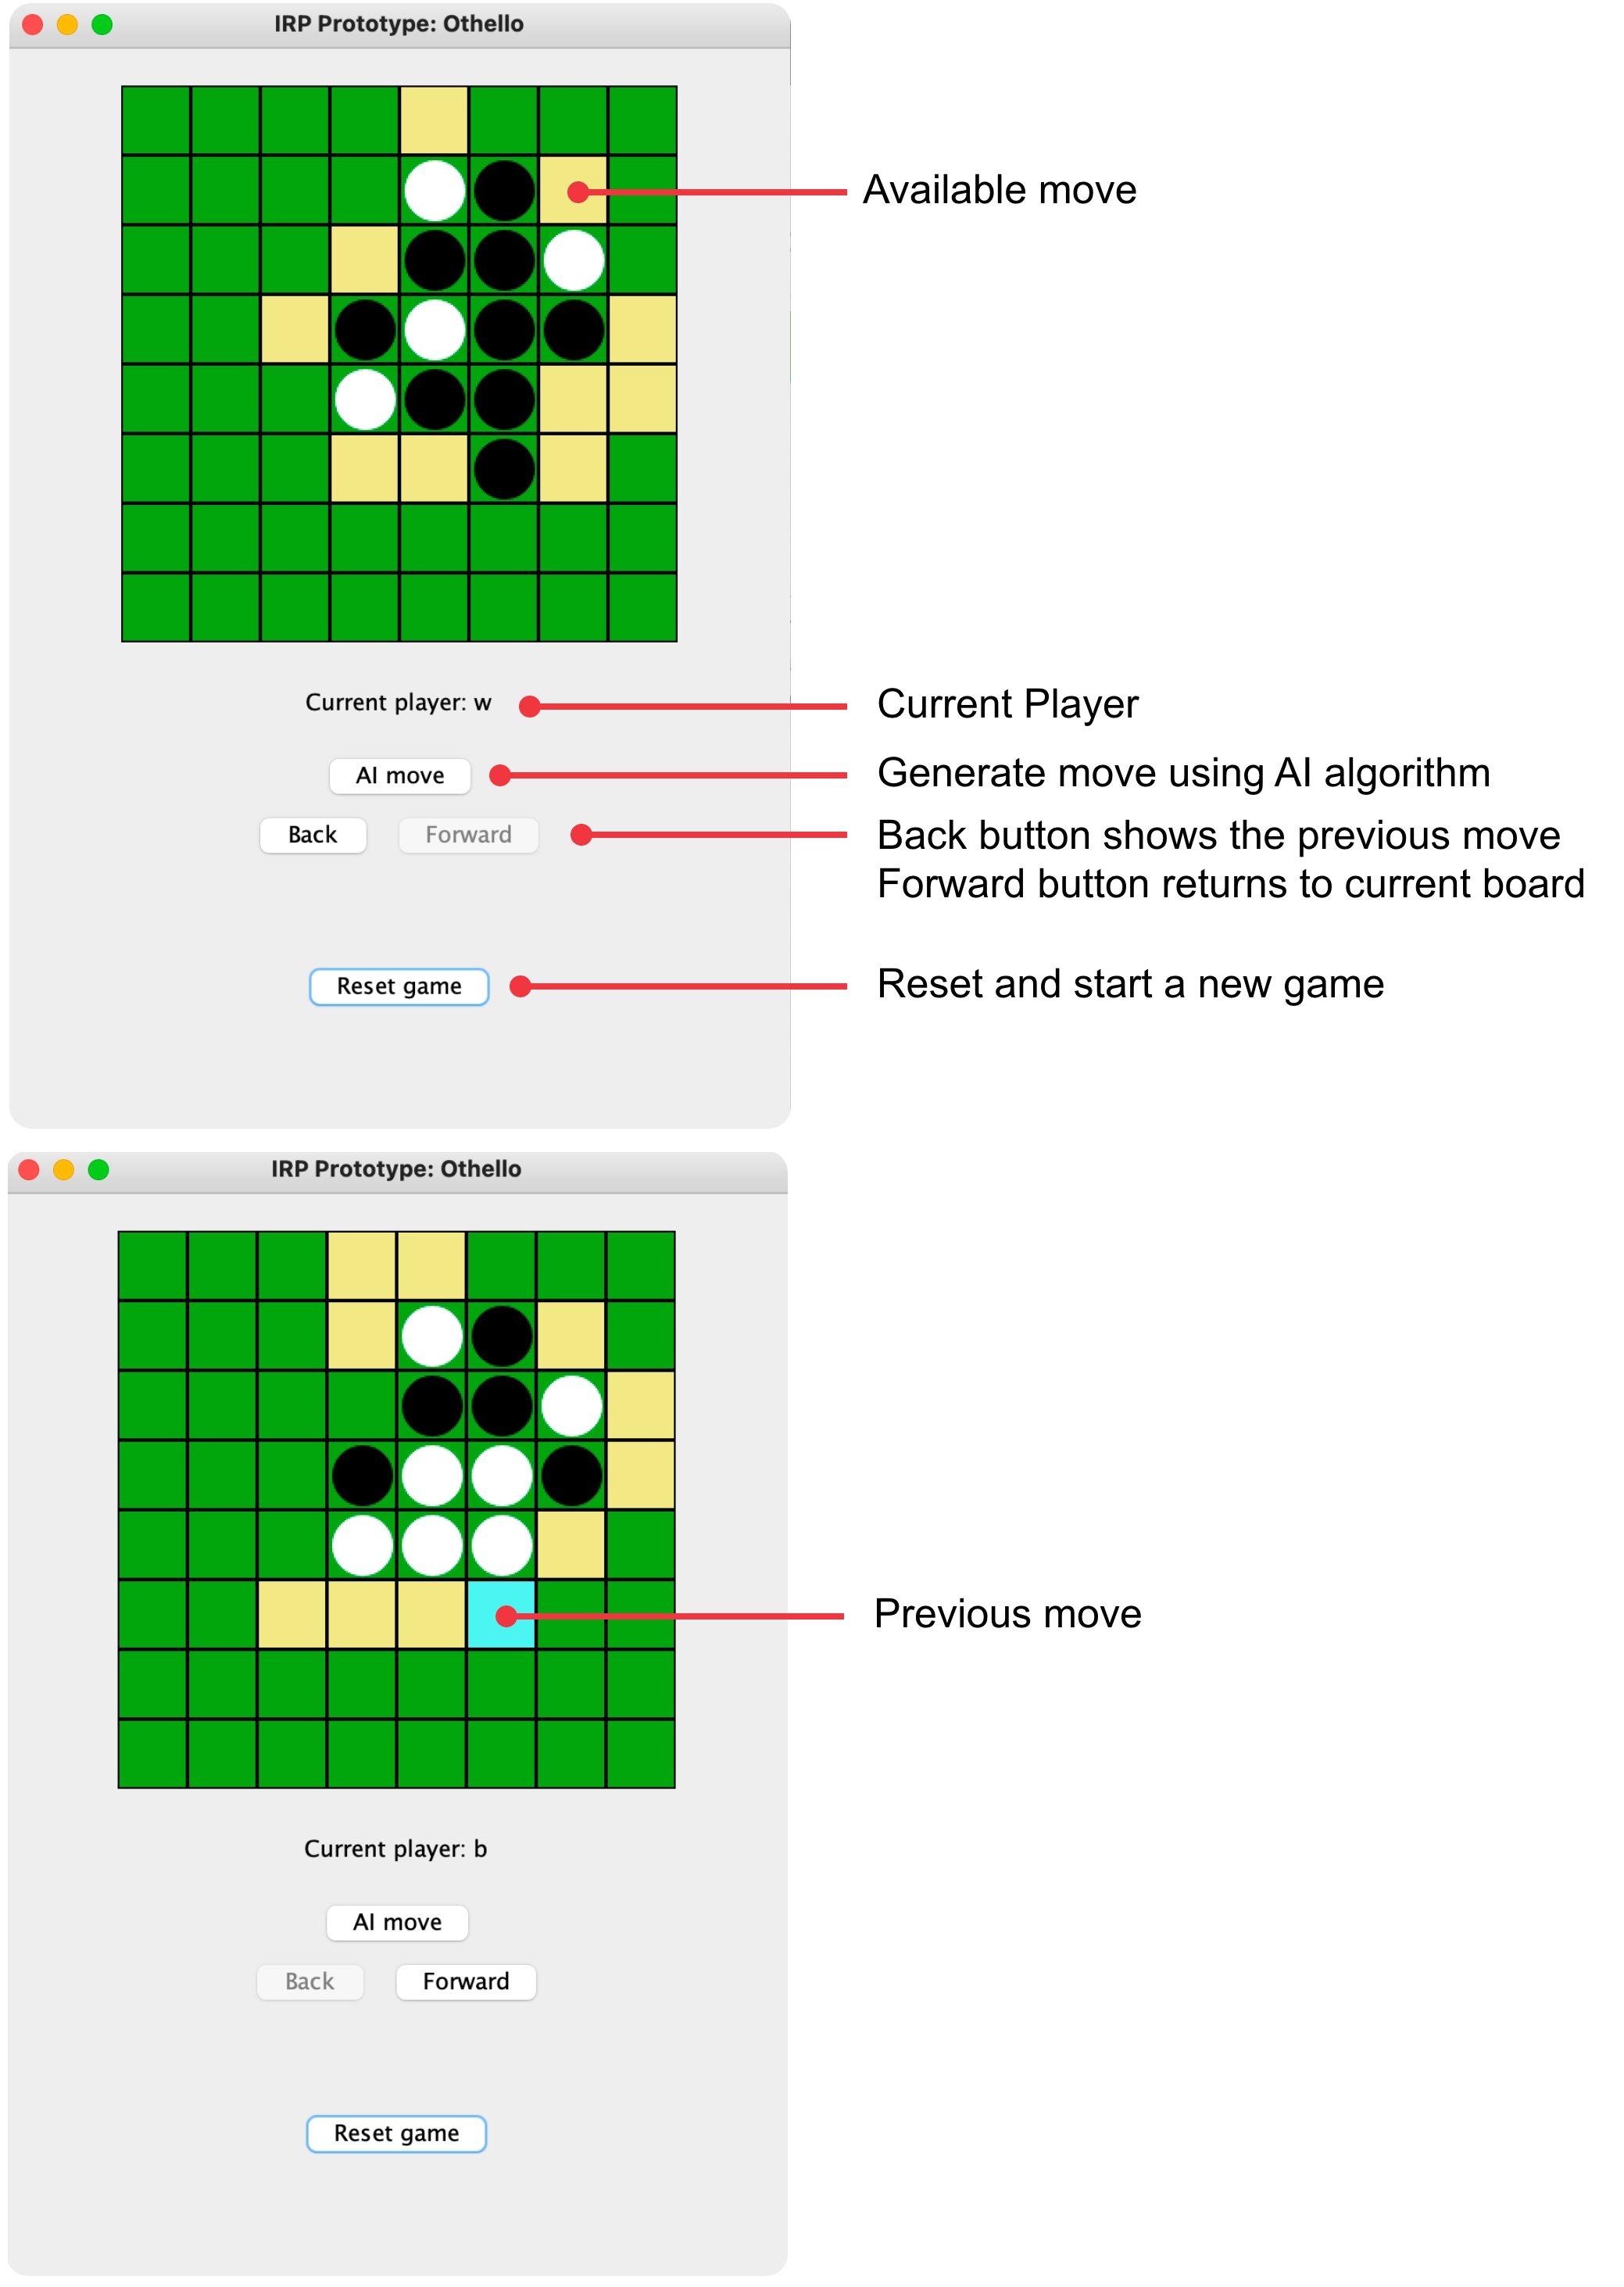 IRP Prototype: Othello
Available move
Current player: w
Current Player
AI move
Generate move using AI algorithm
Back
Forward
Back button shows the previous move
Forward button returns to current board
Reset game
Reset and start a new game
IRP Prototype: Othello
Previous move
Current player: b
AI move
Back
Forward
Reset game